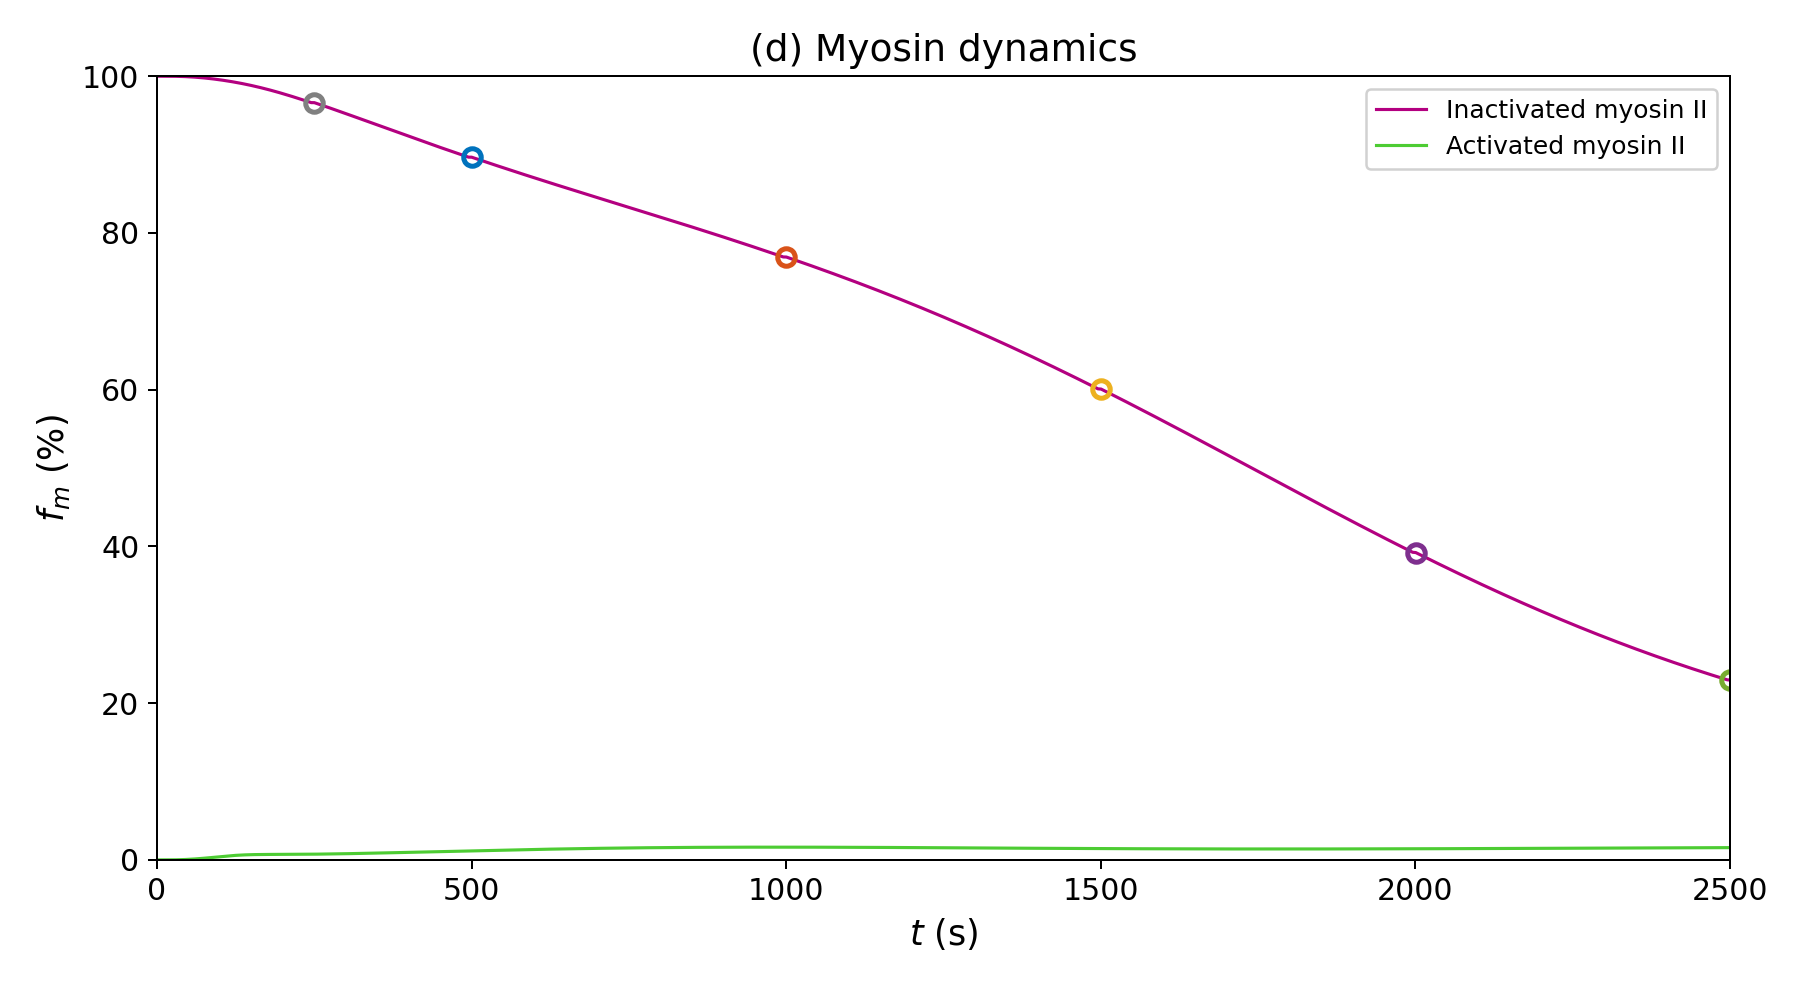 (d) Myosin dynamics
100
80
60
40
20
0
f_m (%)
Inactivated myosin II
Activated myosin II
0 500 1000 1500 2000 2500
t (s)